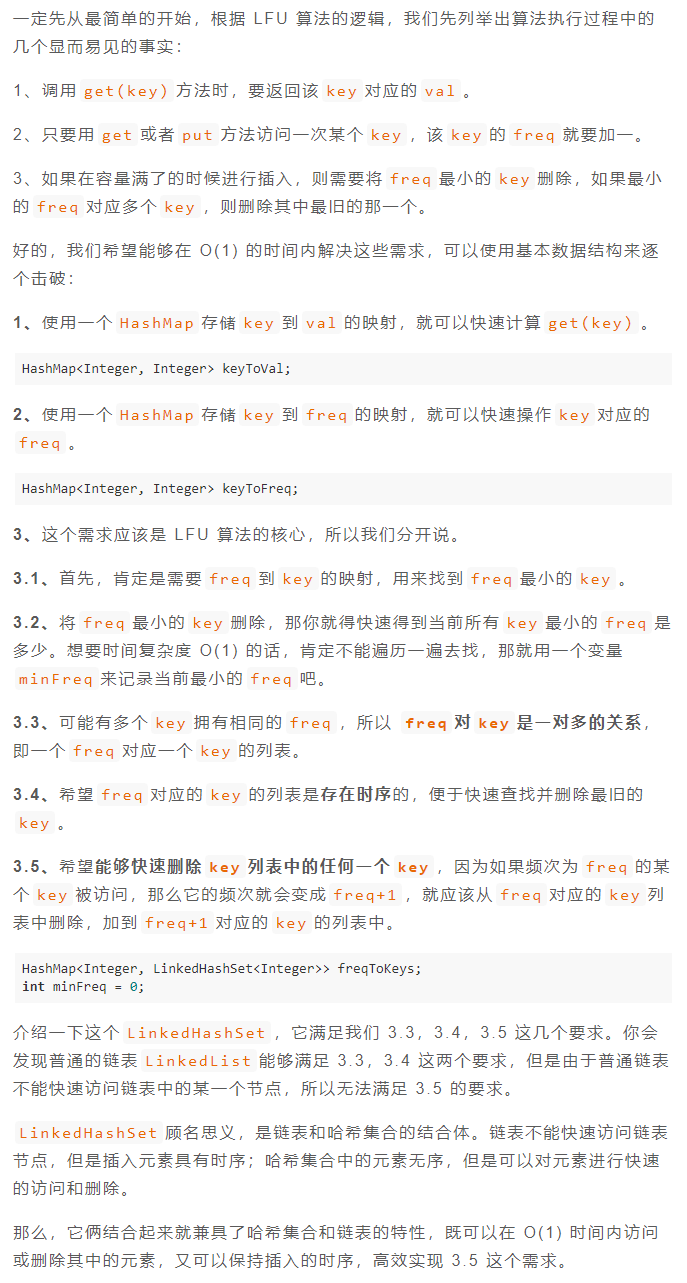 一定先从最简单的开始，根据 LFU 算法的逻辑，我们先列举出算法执行过程中的
几个显而易见的事实：
1、调用 get(key) 方法时，要返回该 key 对应的 val 。
2、只要用 get 或者 put 方法访问一次某个 key ，该 key 的 freq 就要加一。
3、如果在容量满了的时候进行插入，则需要将 freq 最小的 key 删除，如果最小
的 freq 对应多个 key ，则删除其中最旧的那一个。
好的，我们希望能够在 O(1) 的时间内解决这些需求，可以使用基本数据结构来逐
个击破：
1、使用一个 HashMap 存储 key 到 val 的映射，就可以快速计算 get(key) 。
HashMap<Integer, Integer> keyToVal;
2、使用一个 HashMap 存储 key 到 freq 的映射，就可以快速操作 key 对应的
freq 。
HashMap<Integer, Integer> keyToFreq;
3、这个需求应该是 LFU 算法的核心，所以我们分开说。
3.1、首先，肯定是需要 freq 到 key 的映射，用来找到 freq 最小的 key 。
3.2、将 freq 最小的 key 删除，那你就得快速得到当前所有 key 最小的 freq 是
多少。想要时间复杂度 O(1) 的话，肯定不能遍历一遍去找，那就用一个变量
minFreq 来记录当前最小的 freq 吧。
3.3、可能有多个 key 拥有相同的 freq ，所以 freq 对 key 是一对多的关系，
即一个 freq 对应一个 key 的列表。
3.4、希望 freq 对应的 key 的列表是存在时序的，便于快速查找并删除最旧的
key 。
3.5、希望能够快速删除 key 列表中的任何一个 key ，因为如果频次为 freq 的某
个 key 被访问，那么它的频次就会变成 freq+1 ，就应该从 freq 对应的 key 列
表中删除，加到 freq+1 对应的 key 的列表中。
HashMap<Integer, LinkedHashSet<Integer>> freqToKeys;
int minFreq = 0;
介绍一下这个 LinkedHashSet ，它满足我们 3.3，3.4，3.5 这几个要求。你会
发现普通的链表 LinkedList 能够满足 3.3，3.4 这两个要求，但是由于普通链表
不能快速访问链表中的某一个节点，所以无法满足 3.5 的要求。
LinkedHashSet 顾名思义，是链表和哈希集合的结合体。链表不能快速访问链表
节点，但是插入元素具有时序；哈希集合中的元素无序，但是可以对元素进行快速
的访问和删除。
那么，它俩结合起来就兼具了哈希集合和链表的特性，既可以在 O(1) 时间内访问
或删除其中的元素，又可以保持插入的时序，高效实现 3.5 这个需求。